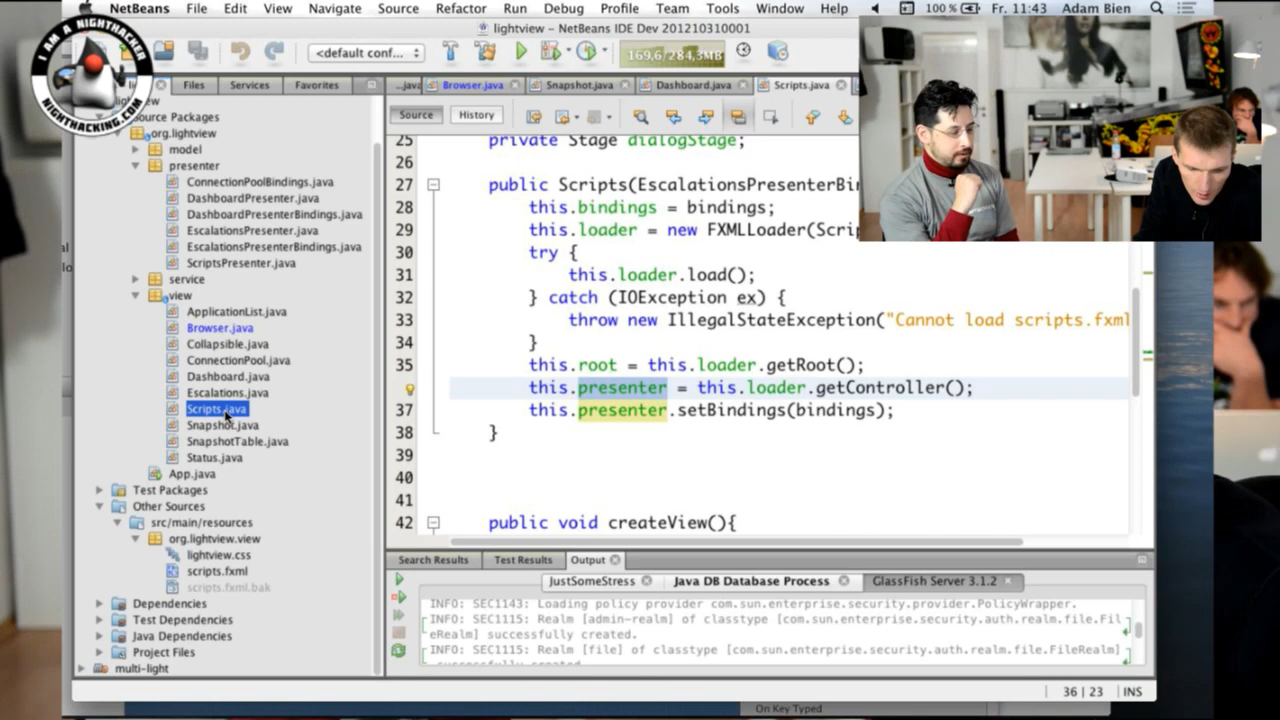 I AM A NIGHTHACKER
NIGHTHACKING.COM
NetBeans File Edit View Navigate Source Refactor Run Debug Profile Team Tools Window Help 100 % Fr. 11:43 Adam Bien
lightview – NetBeans IDE Dev 201210310001
<default conf...
169,6/284,3MB
Files Services Favorites
...java Browser.java Snapshot.java Dashboard.java Scripts.java
Source History
Source Packages
org.lightview
model
presenter
ConnectionPoolBindings.java
DashboardPresenter.java
DashboardPresenterBindings.java
EscalationsPresenter.java
EscalationsPresenterBindings.java
ScriptsPresenter.java
service
view
ApplicationList.java
Browser.java
Collapsible.java
ConnectionPool.java
Dashboard.java
Escalations.java
Scripts.java
Snapshot.java
SnapshotTable.java
Status.java
App.java
Test Packages
Other Sources
src/main/resources
org.lightview.view
lightview.css
scripts.fxml
scripts.fxml.bak
Dependencies
Test Dependencies
Java Dependencies
Project Files
multi-light
25 private Stage dialogStage;
26
27 public Scripts(EscalationsPresenterBin
28 this.bindings = bindings;
29 this.loader = new FXMLLoader(Scrip
30 try {
31 this.loader.load();
32 } catch (IOException ex) {
33 throw new IllegalStateException("Cannot load scripts.fxml
34 }
35 this.root = this.loader.getRoot();
this.presenter = this.loader.getController();
37 this.presenter.setBindings(bindings);
38 }
39
40
41
42 public void createView(){
Search Results Test Results Output
JustSomeStress Java DB Database Process GlassFish Server 3.1.2
INFO: SEC1143: Loading policy provider com.sun.enterprise.security.provider.PolicyWrapper.
INFO: SEC1115: Realm [admin-realm] of classtype [com.sun.enterprise.security.auth.realm.file.Fil
eRealm] successfully created.
INFO: SEC1115: Realm [file] of classtype [com.sun.enterprise.security.auth.realm.file.FileRealm]
successfully created
36 | 23 INS
On Key Typed